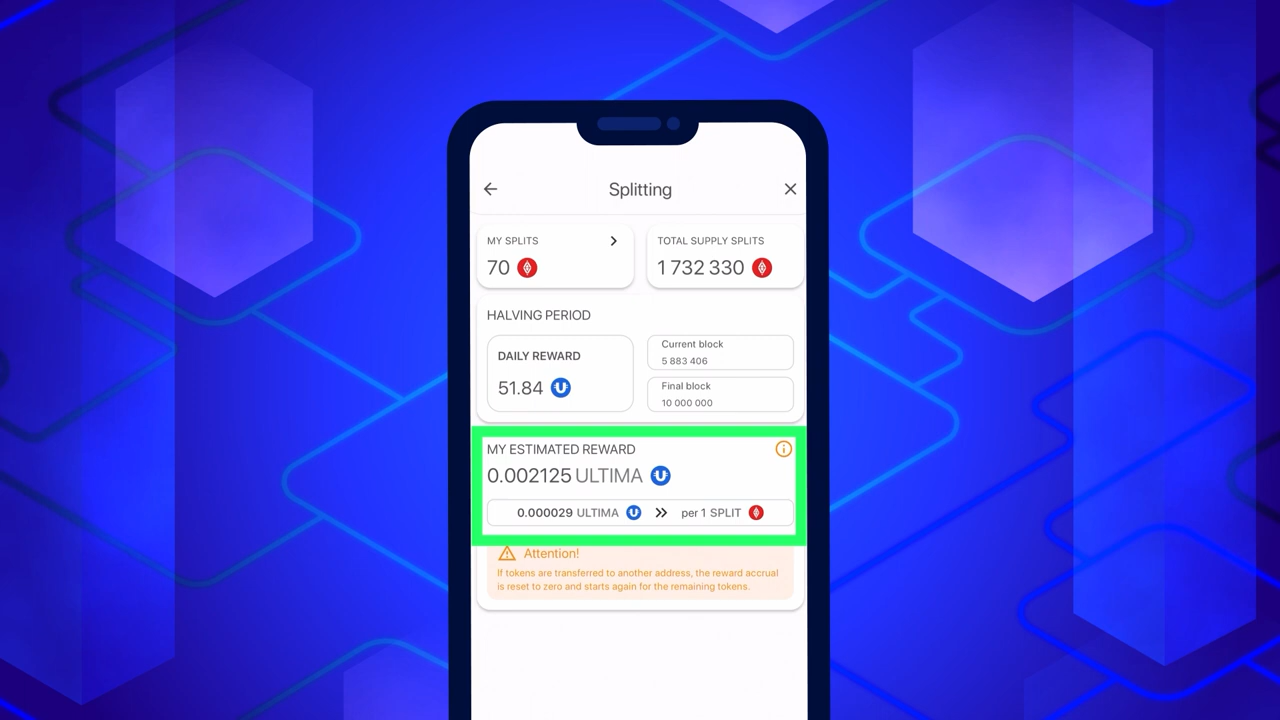 Splitting
MY SPLITS
70
TOTAL SUPPLY SPLITS
1 732 330
HALVING PERIOD
DAILY REWARD
51.84
Current block
5 883 406
Final block
10 000 000
MY ESTIMATED REWARD
0.002125 ULTIMA
0.000029 ULTIMA per 1 SPLIT
Attention!
If tokens are transferred to another address, the reward accrual
is reset to zero and starts again for the remaining tokens.